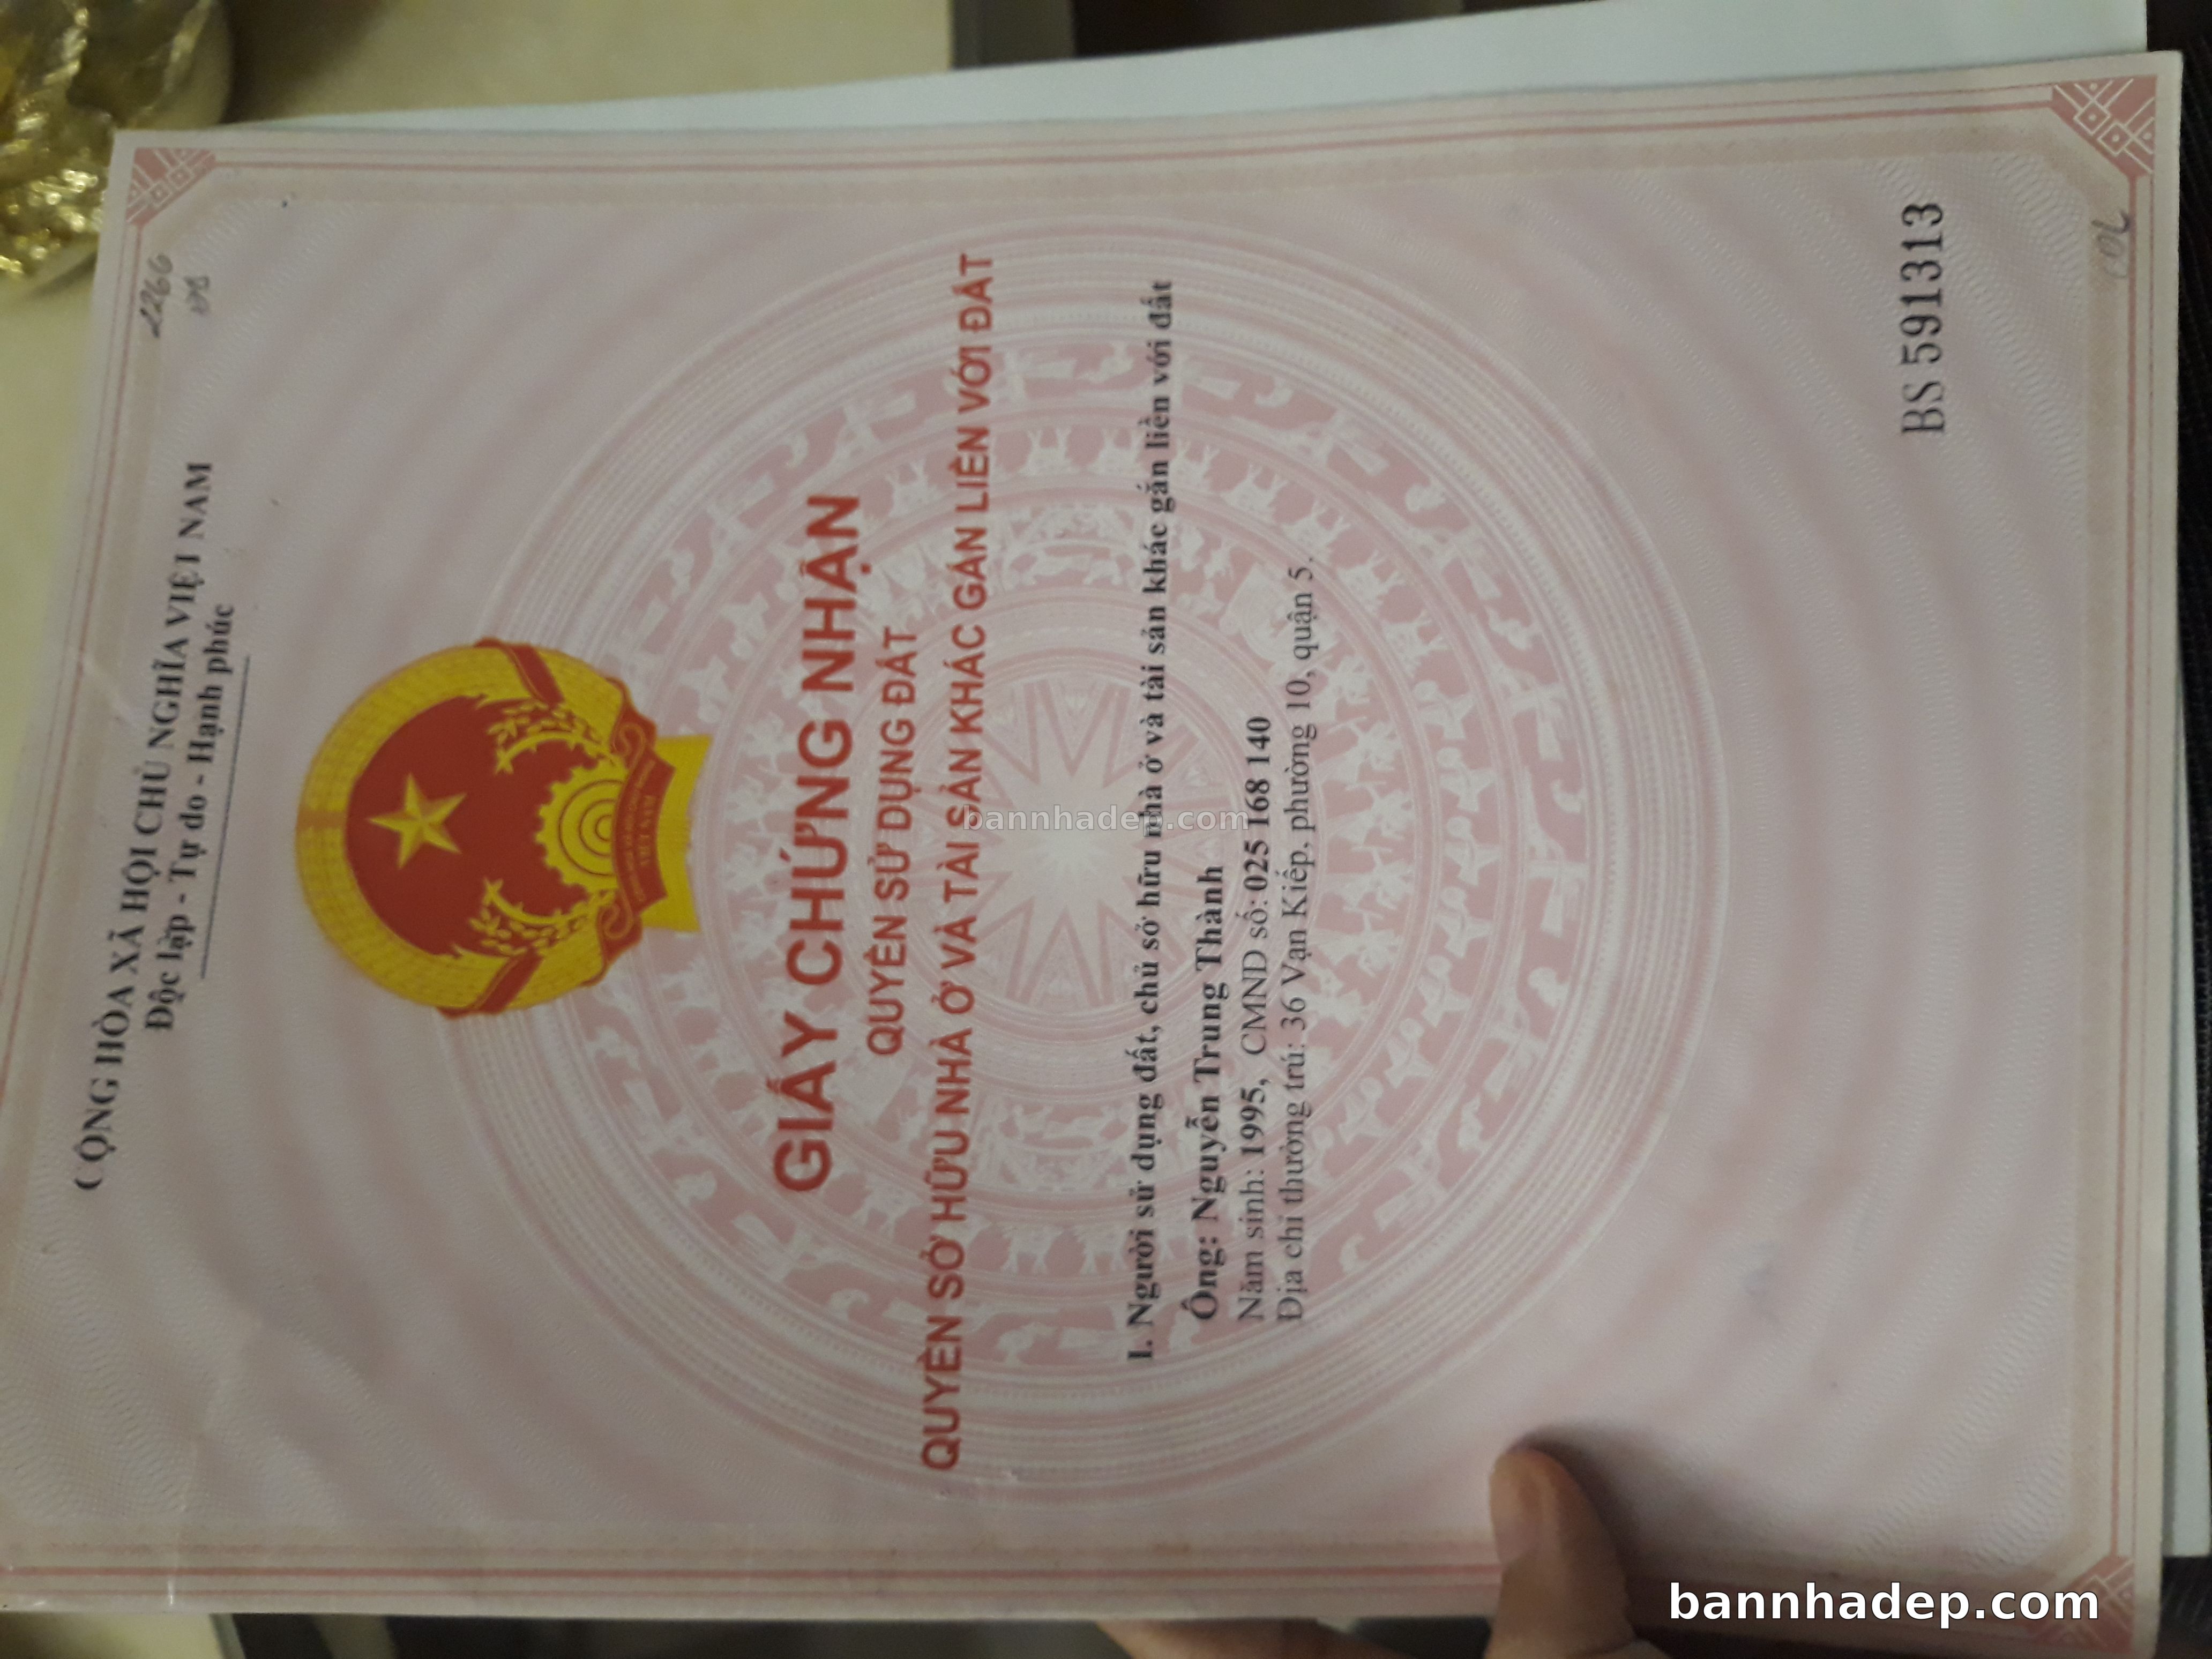 CỘNG HÒA XÃ HỘI CHỦ NGHĨA VIỆT NAM
Độc lập - Tự do - Hạnh phúc
2266
GIẤY CHỨNG NHẬN
QUYỀN SỬ DỤNG ĐẤT
QUYỀN SỞ HỮU NHÀ Ở VÀ TÀI SẢN KHÁC GẮN LIỀN VỚI ĐẤT
I. Người sử dụng đất, chủ sở hữu nhà ở và tài sản khác gắn liền với đất
Ông: Nguyễn Trung Thành
Năm sinh: 1995, CMND số: 025 168 140
Địa chỉ thường trú: 36 Vạn Kiếp, phường 10, quận 5.
BS 591313
bannhadep.com
bannhadep.com